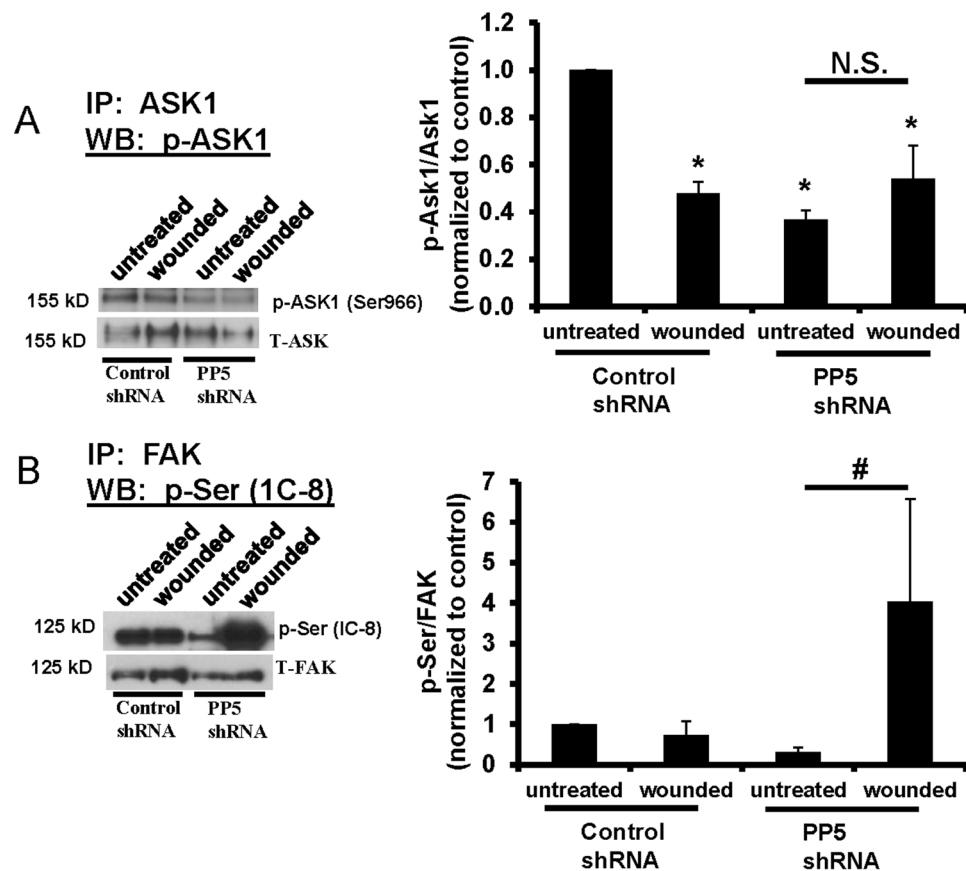 A
IP: ASK1
WB: p-ASK1
untreated
wounded
untreated
wounded
155 kD
p-ASK1 (Ser966)
155 kD
T-ASK
Control
shRNA
PP5
shRNA
p-Ask1/Ask1
(normalized to control)
1.2
1.0
0.8
0.6
0.4
0.2
0.0
N.S.
*
*
*
untreated wounded untreated wounded
Control
shRNA
PP5
shRNA
B
IP: FAK
WB: p-Ser (1C-8)
untreated
wounded
untreated
wounded
125 kD
p-Ser (IC-8)
125 kD
T-FAK
Control
shRNA
PP5
shRNA
p-Ser/FAK
(normalized to control)
7
6
5
4
3
2
1
0
#
untreated wounded untreated wounded
Control
shRNA
PP5
shRNA